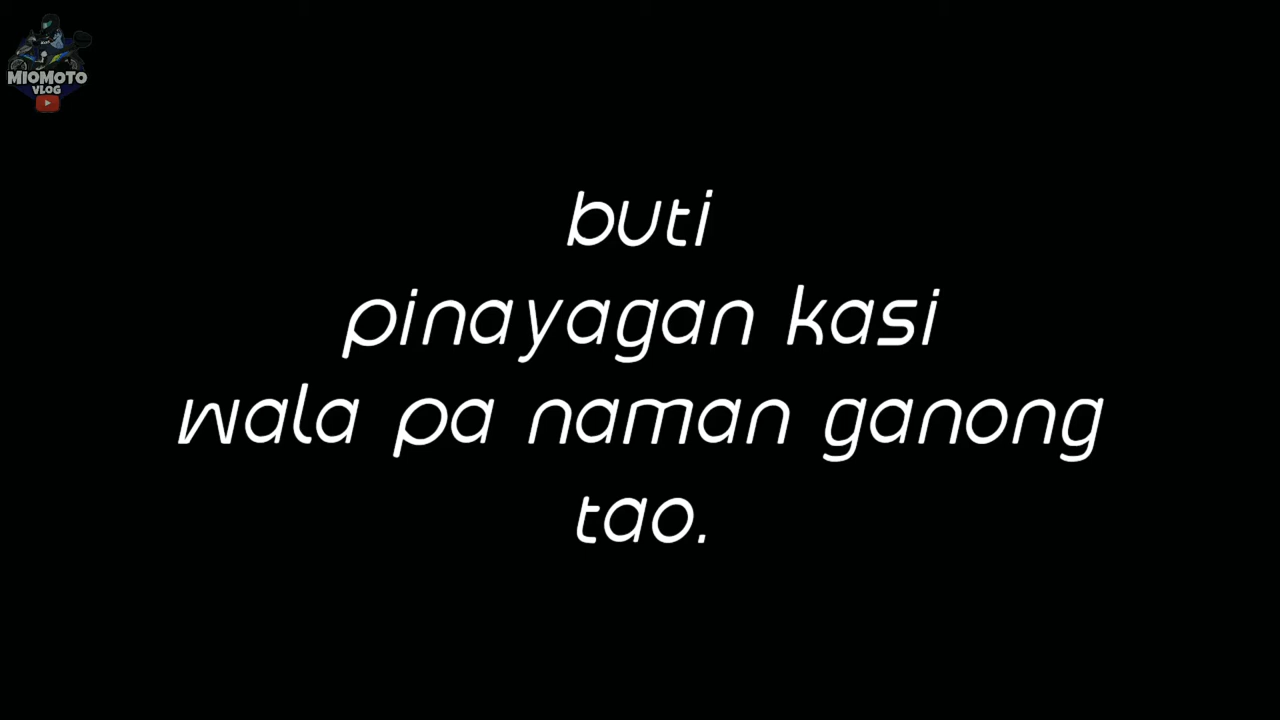 MIOMOTO
VLOG
buti
pinayagan kasi
wala pa naman ganong
tao.